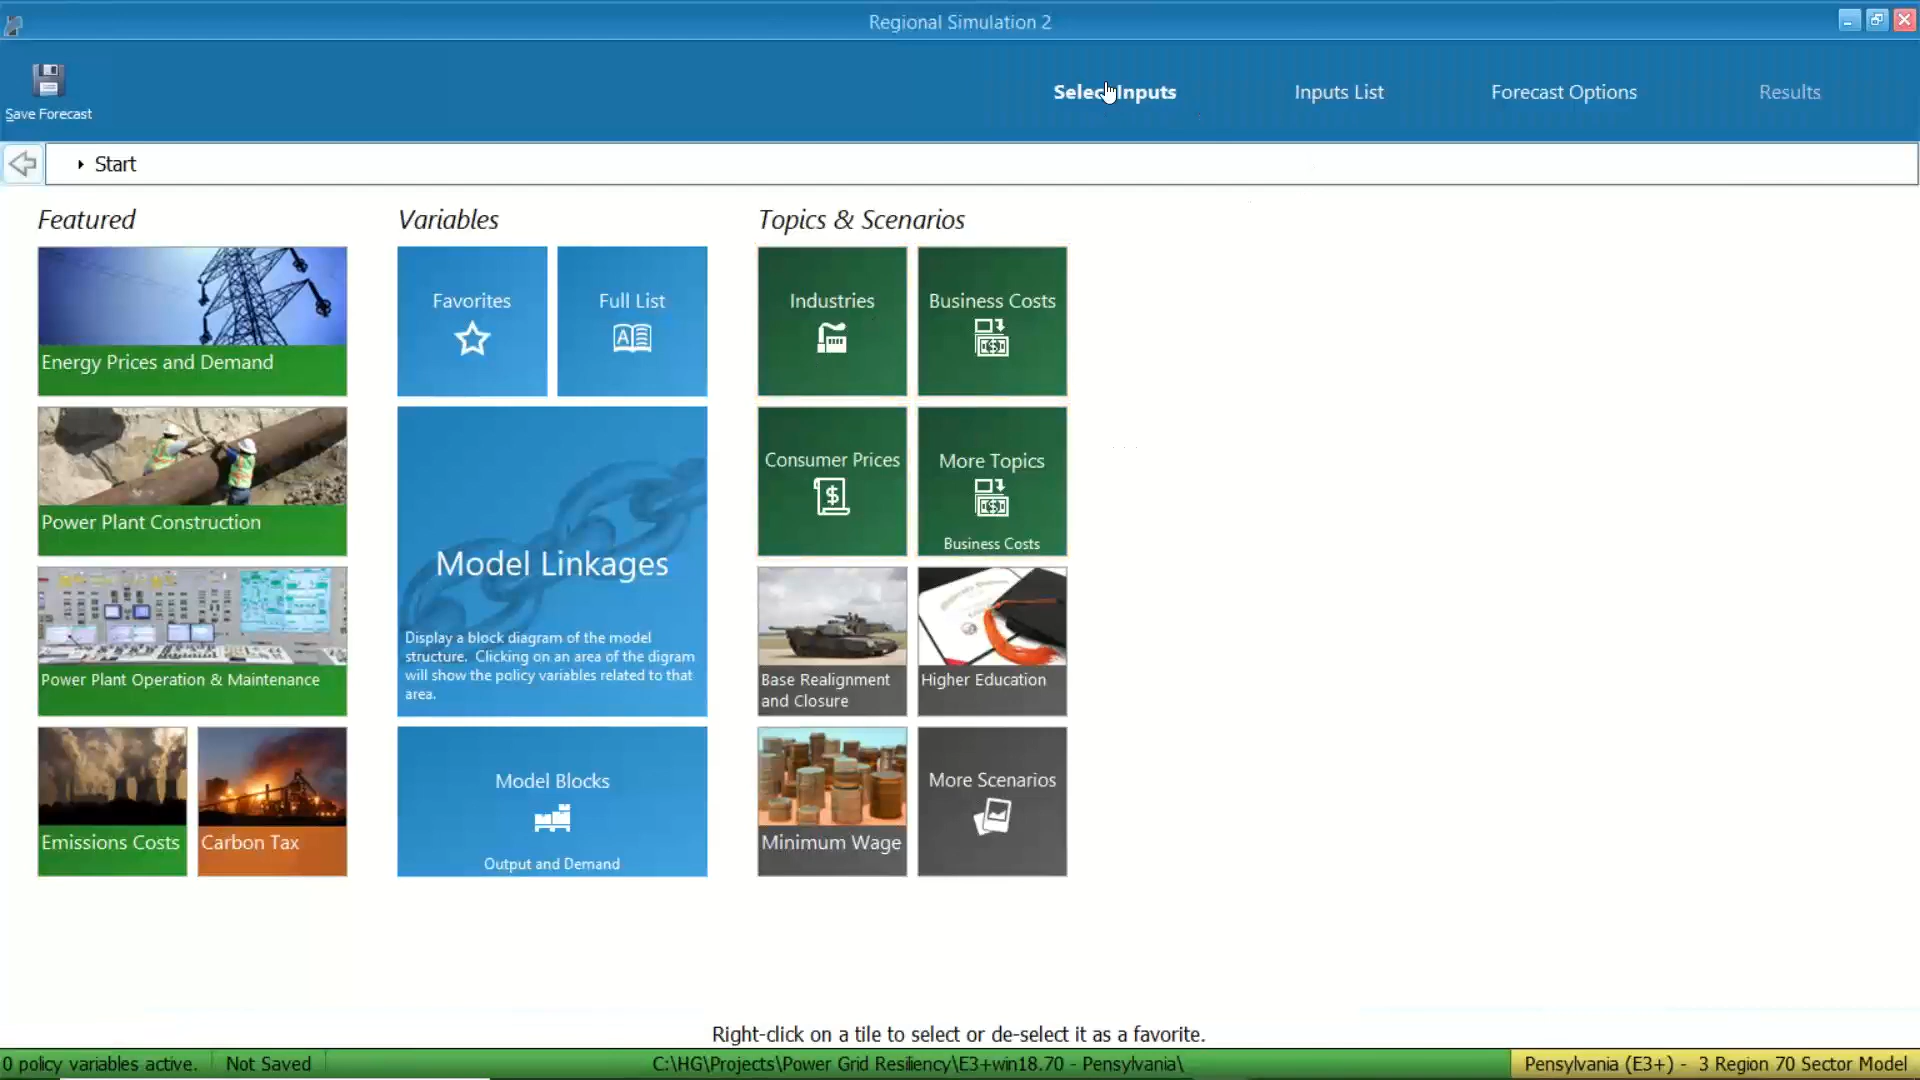 Regional Simulation 2
Save Forecast
Select Inputs
Inputs List
Forecast Options
Results
Start
Featured
Variables
Topics & Scenarios
Energy Prices and Demand
Favorites
Full List
Industries
Business Costs
Power Plant Construction
Model Linkages
Display a block diagram of the model
structure. Clicking on an area of the digram
will show the policy variables related to that
area.
Consumer Prices
More Topics
Business Costs
Power Plant Operation & Maintenance
Base Realignment
and Closure
Higher Education
Emissions Costs
Carbon Tax
Model Blocks
Output and Demand
Minimum Wage
More Scenarios
Right-click on a tile to select or de-select it as a favorite.
0 policy variables active.
Not Saved
C:\HG\Projects\Power Grid Resiliency\E3+win18.70 - Pensylvania\
Pensylvania (E3+) - 3 Region 70 Sector Model